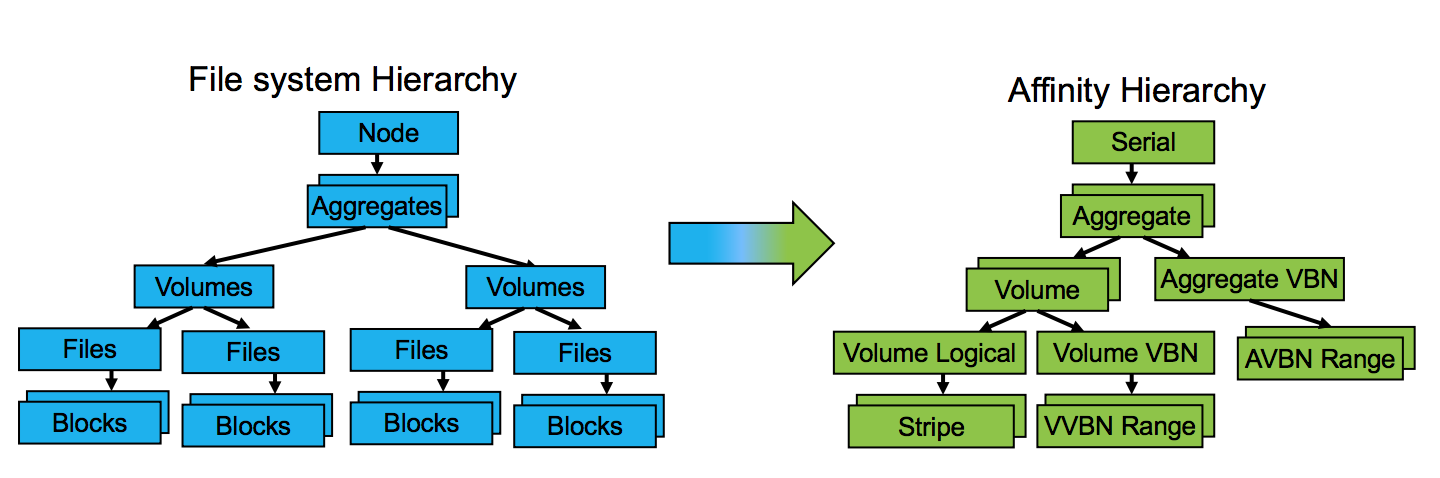 File system Hierarchy
Node
Aggregates
Volumes
Volumes
Files
Files
Files
Files
Blocks
Blocks
Blocks
Blocks
Affinity Hierarchy
Serial
Aggregate
Volume
Aggregate VBN
Volume Logical
Volume VBN
AVBN Range
Stripe
VVBN Range